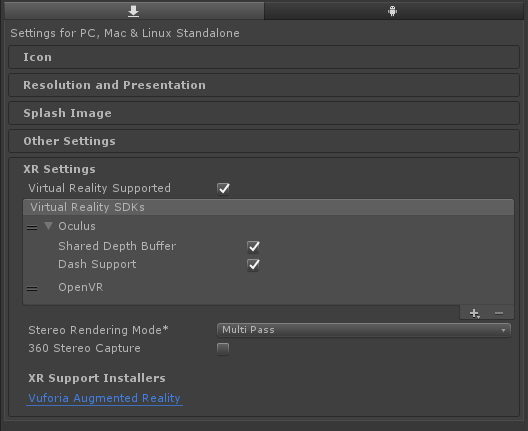 Settings for PC, Mac & Linux Standalone
Icon
Resolution and Presentation
Splash Image
Other Settings
XR Settings
Virtual Reality Supported
Virtual Reality SDKs
Oculus
Shared Depth Buffer
Dash Support
OpenVR
Stereo Rendering Mode* Multi Pass
360 Stereo Capture
XR Support Installers
Vuforia Augmented Reality